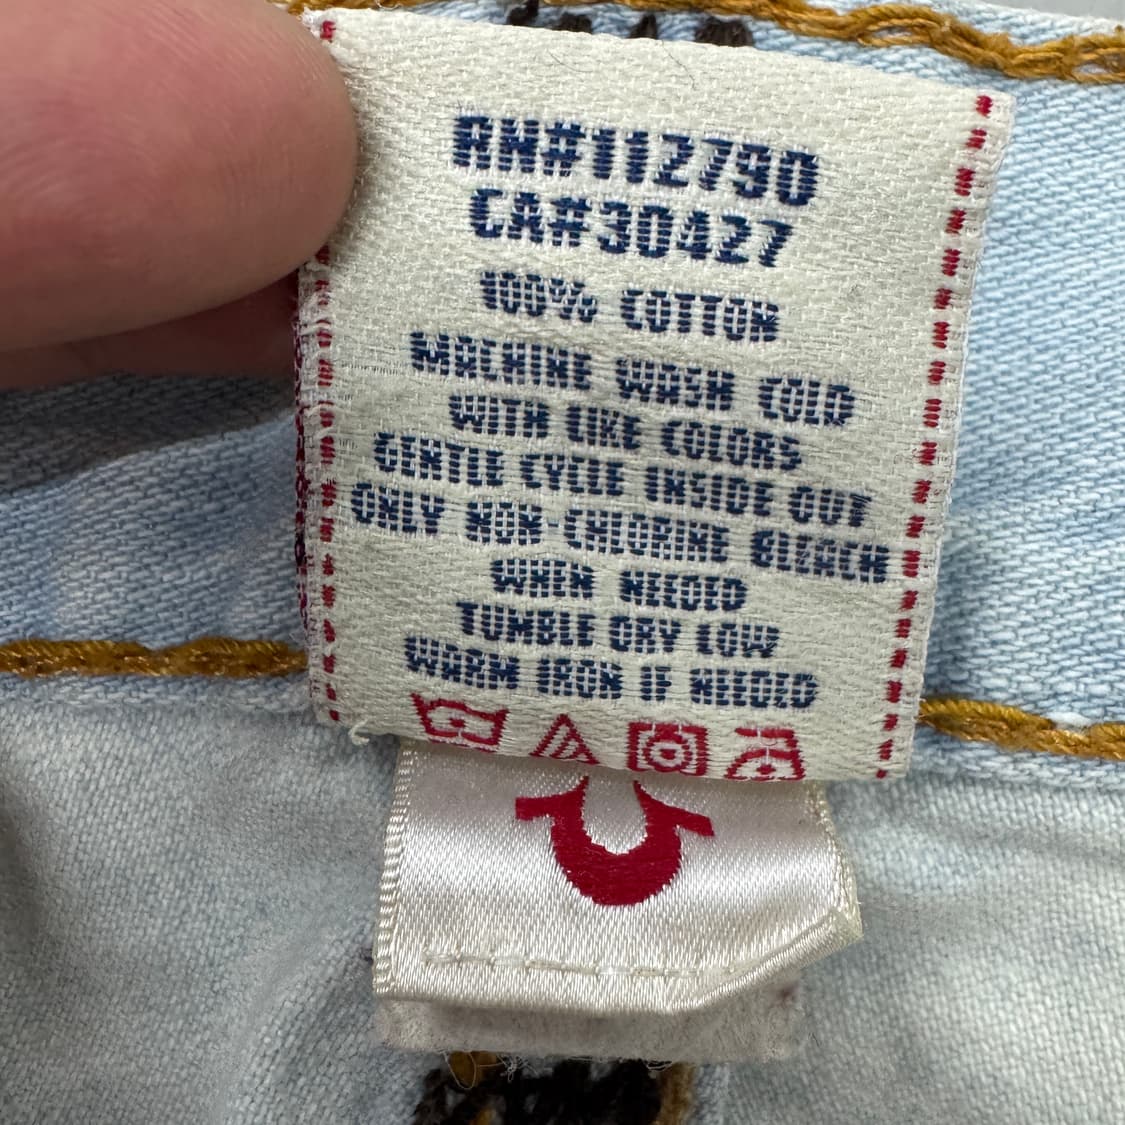 RN#112790
CA#30427
100% COTTON
MACHINE WASH COLD
WITH LIKE COLORS
GENTLE CYCLE INSIDE OUT
ONLY NON-CHLORINE BLEACH
WHEN NEEDED
TUMBLE DRY LOW
WARM IRON IF NEEDED